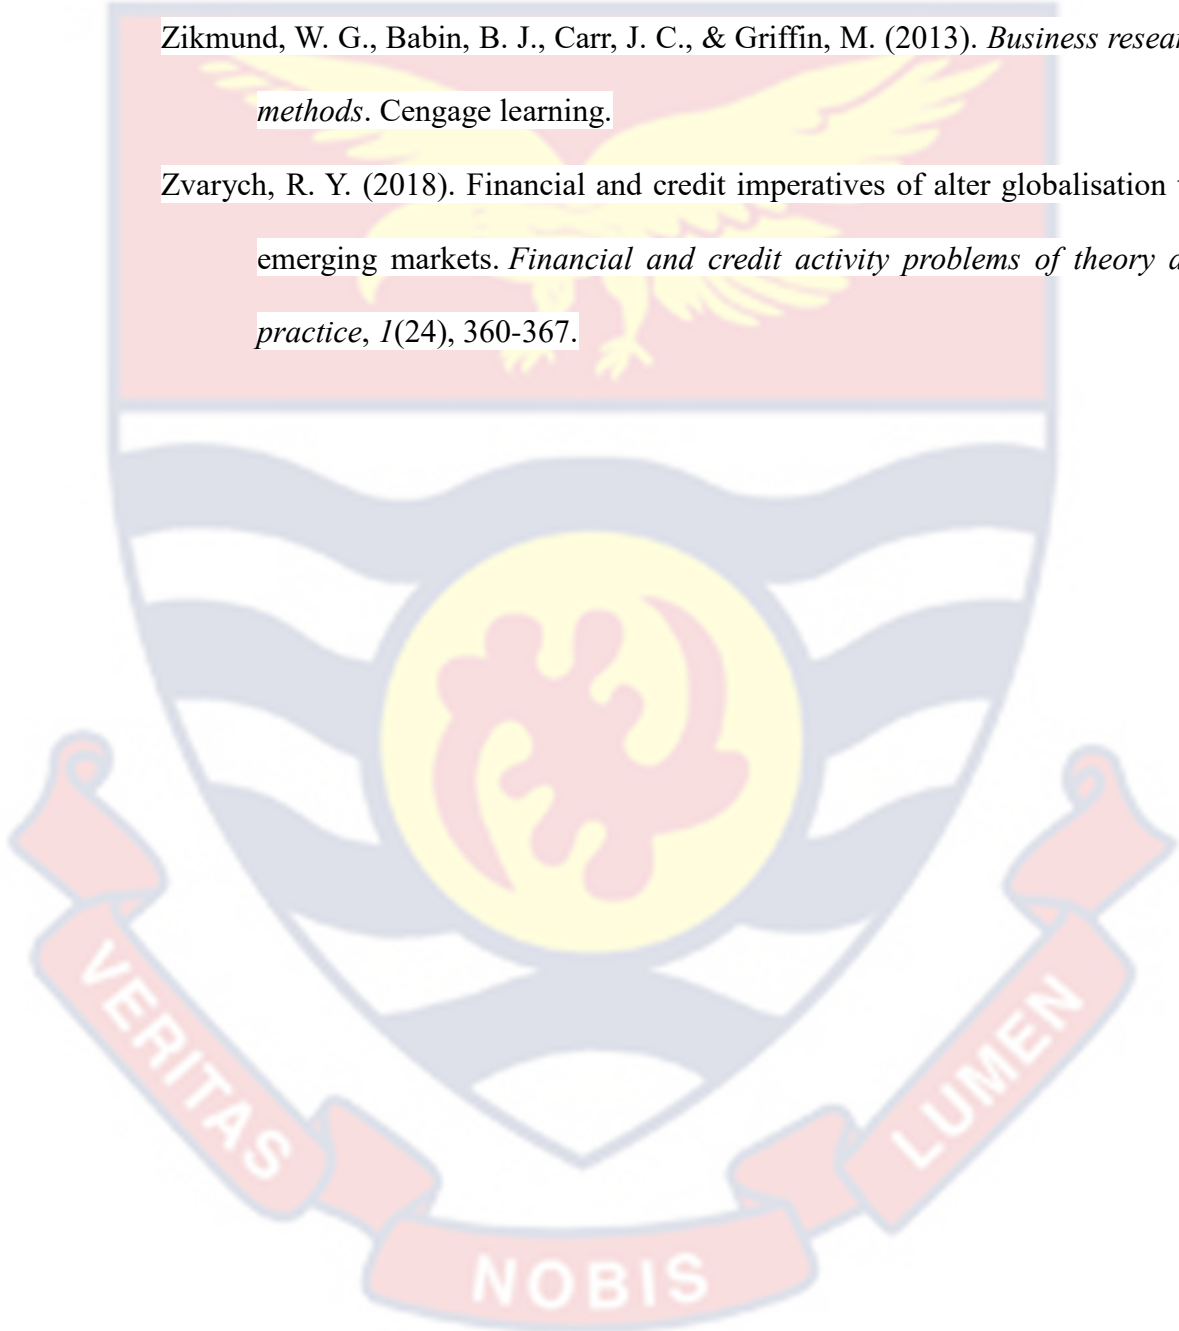 Zikmund, W. G., Babin, B. J., Carr, J. C., & Griffin, M. (2013). Business
methods. Cengage learning.
Zvarych, R. Y. (2018). Financial and credit imperatives of alter globalisation
emerging markets. Financial and credit activity problems of theory
practice, 1(24), 360-367.
VERITAS
NOBIS
LUMEN